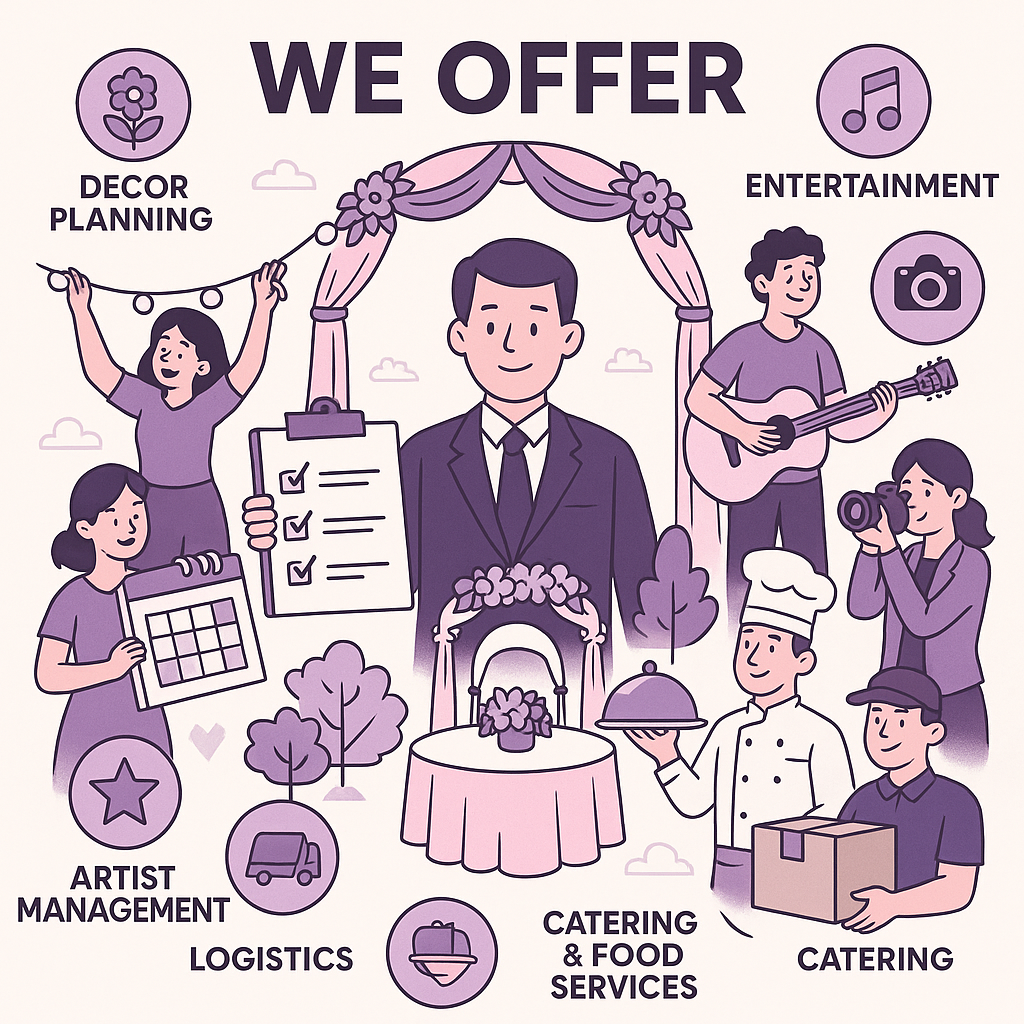 WE OFFER
DECOR
PLANNING
ENTERTAINMENT
ARTIST
MANAGEMENT
LOGISTICS
CATERING
& FOOD
SERVICES
CATERING